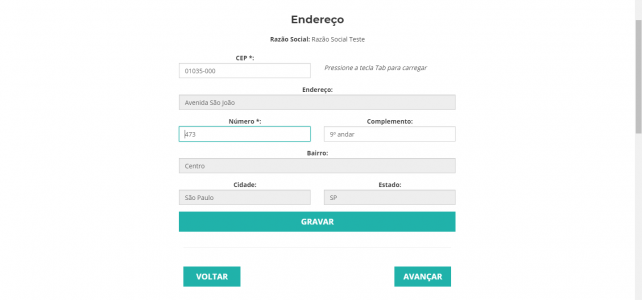 Endereço
Razão Social: Razão Social Teste
CEP *:
01035-000
Pressione a tecla Tab para carregar
Endereço:
Avenida São João
Número *:
Complemento:
473
9º andar
Bairro:
Centro
Cidade:
Estado:
São Paulo
SP
GRAVAR
VOLTAR
AVANÇAR